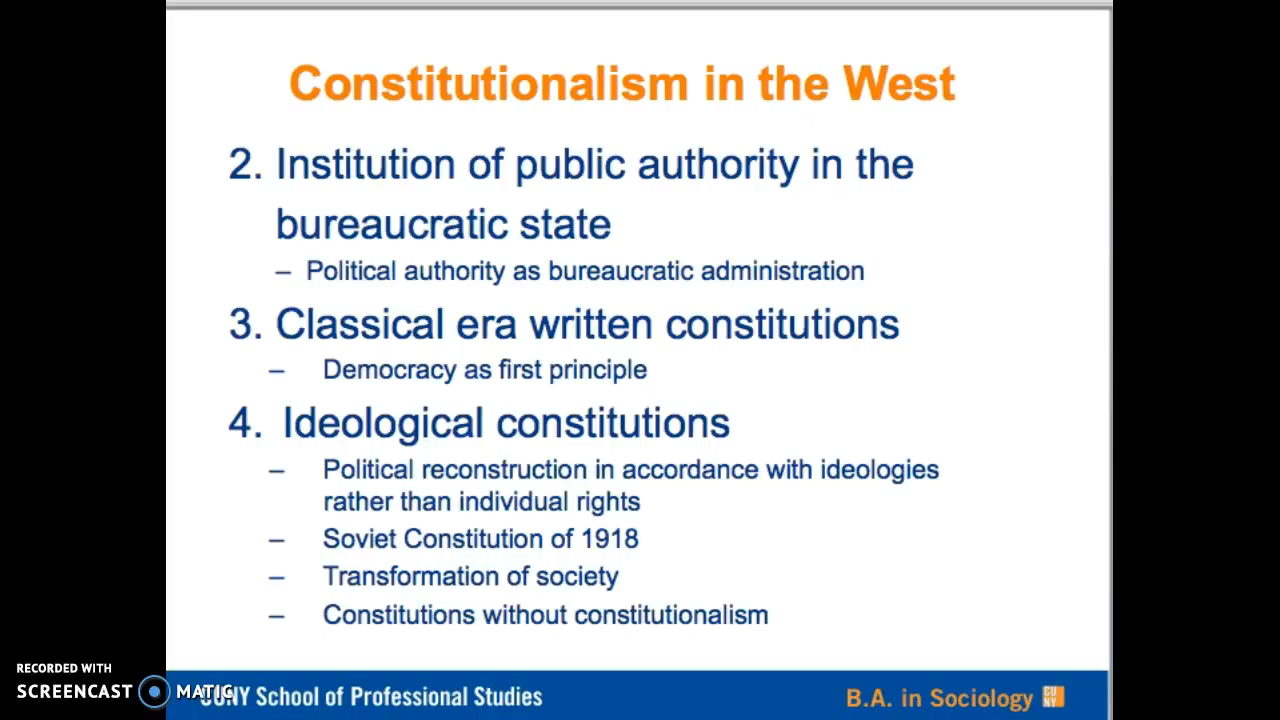 Constitutionalism in the West
2. Institution of public authority in the
bureaucratic state
– Political authority as bureaucratic administration
3. Classical era written constitutions
– Democracy as first principle
4. Ideological constitutions
– Political reconstruction in accordance with ideologies
rather than individual rights
– Soviet Constitution of 1918
– Transformation of society
– Constitutions without constitutionalism
RECORDED WITH
SCREENCAST MATIC
CUNY School of Professional Studies
B.A. in Sociology
CU
NY